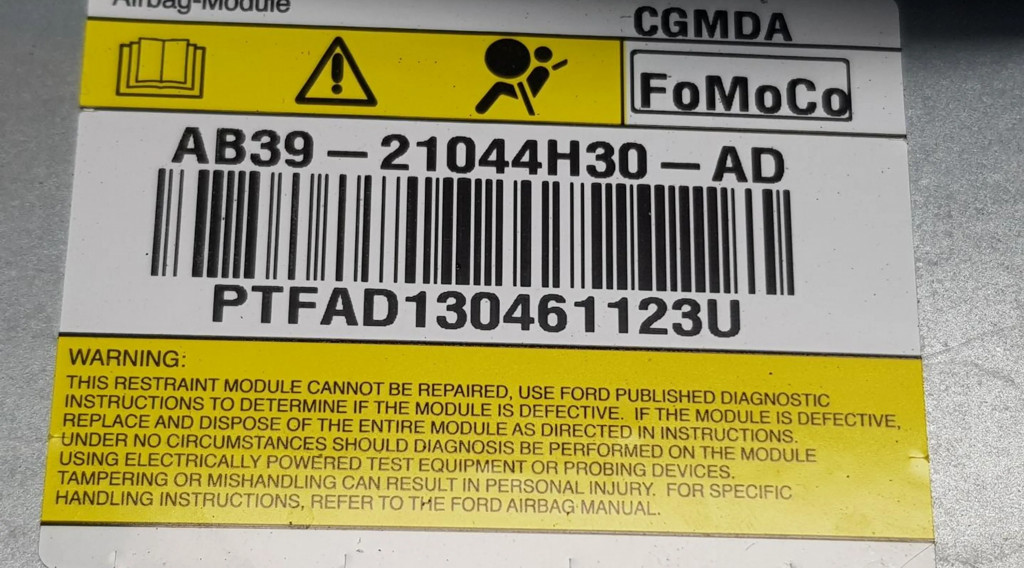 Airbag-Module
CGMDA
FoMoCo
AB39 – 21044H30 – AD
PTFAD130461123U
WARNING:
THIS RESTRAINT MODULE CANNOT BE REPAIRED, USE FORD PUBLISHED DIAGNOSTIC
INSTRUCTIONS TO DETERMINE IF THE MODULE IS DEFECTIVE. IF THE MODULE IS DEFECTIVE,
REPLACE AND DISPOSE OF THE ENTIRE MODULE AS DIRECTED IN INSTRUCTIONS.
UNDER NO CIRCUMSTANCES SHOULD DIAGNOSIS BE PERFORMED ON THE MODULE
USING ELECTRICALLY POWERED TEST EQUIPMENT OR PROBING DEVICES.
TAMPERING OR MISHANDLING CAN RESULT IN PERSONAL INJURY. FOR SPECIFIC
HANDLING INSTRUCTIONS, REFER TO THE FORD AIRBAG MANUAL.